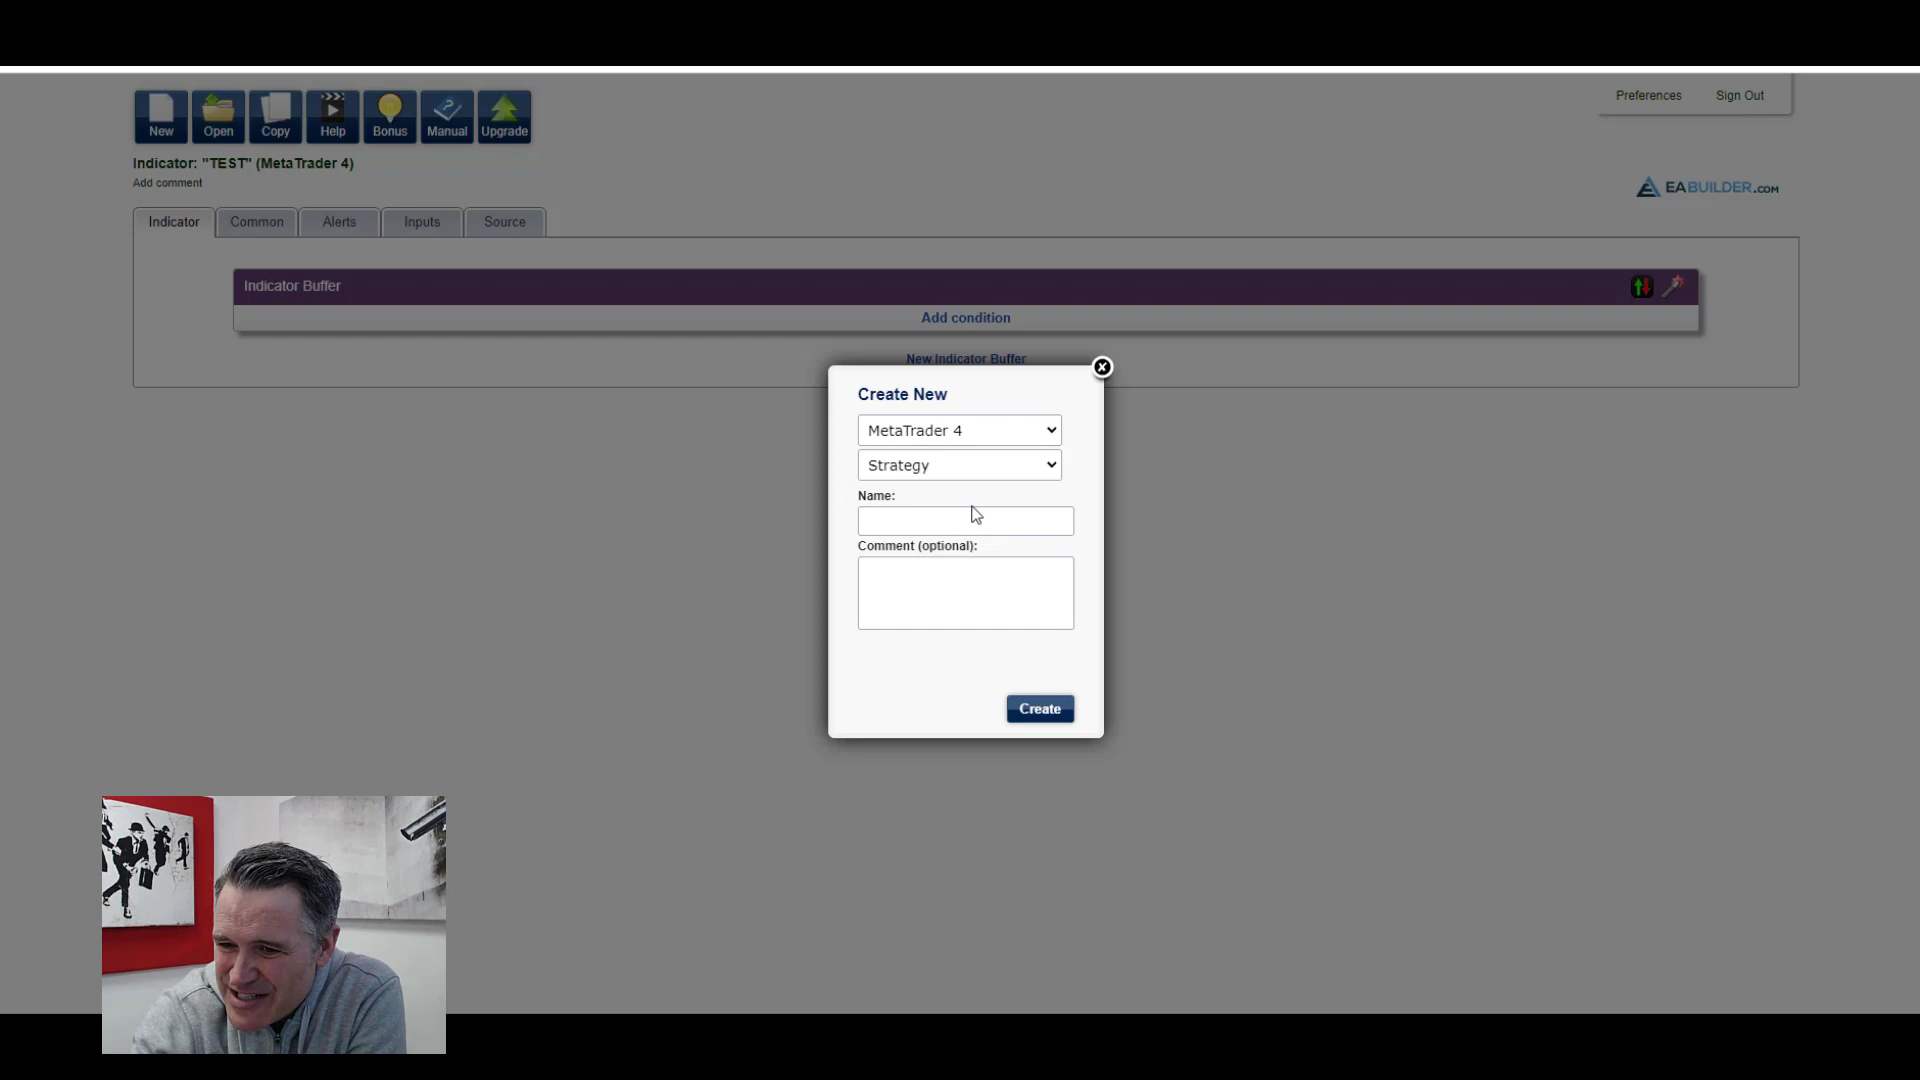 Preferences Sign Out
New Open Copy Help Bonus Manual Upgrade
Indicator: "TEST" (MetaTrader 4)
Add comment
EABUILDER.COM
Indicator Common Alerts Inputs Source
Indicator Buffer
Add condition
New Indicator Buffer
Create New
MetaTrader 4
Strategy
Name:
Comment (optional):
Create